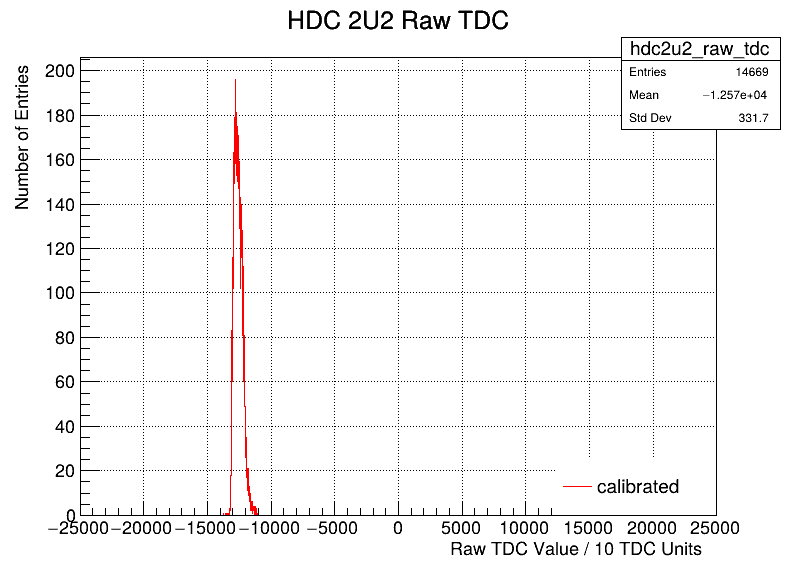 HDC 2U2 Raw TDC
hdc2u2_raw_tdc
Entries 14669
Mean −1.257e+04
Std Dev 331.7
Number of Entries
200
180
160
140
120
100
80
60
40
20
0
calibrated
−25000 −20000 −15000 −10000 −5000 0 5000 10000 15000 20000 25000
Raw TDC Value / 10 TDC Units